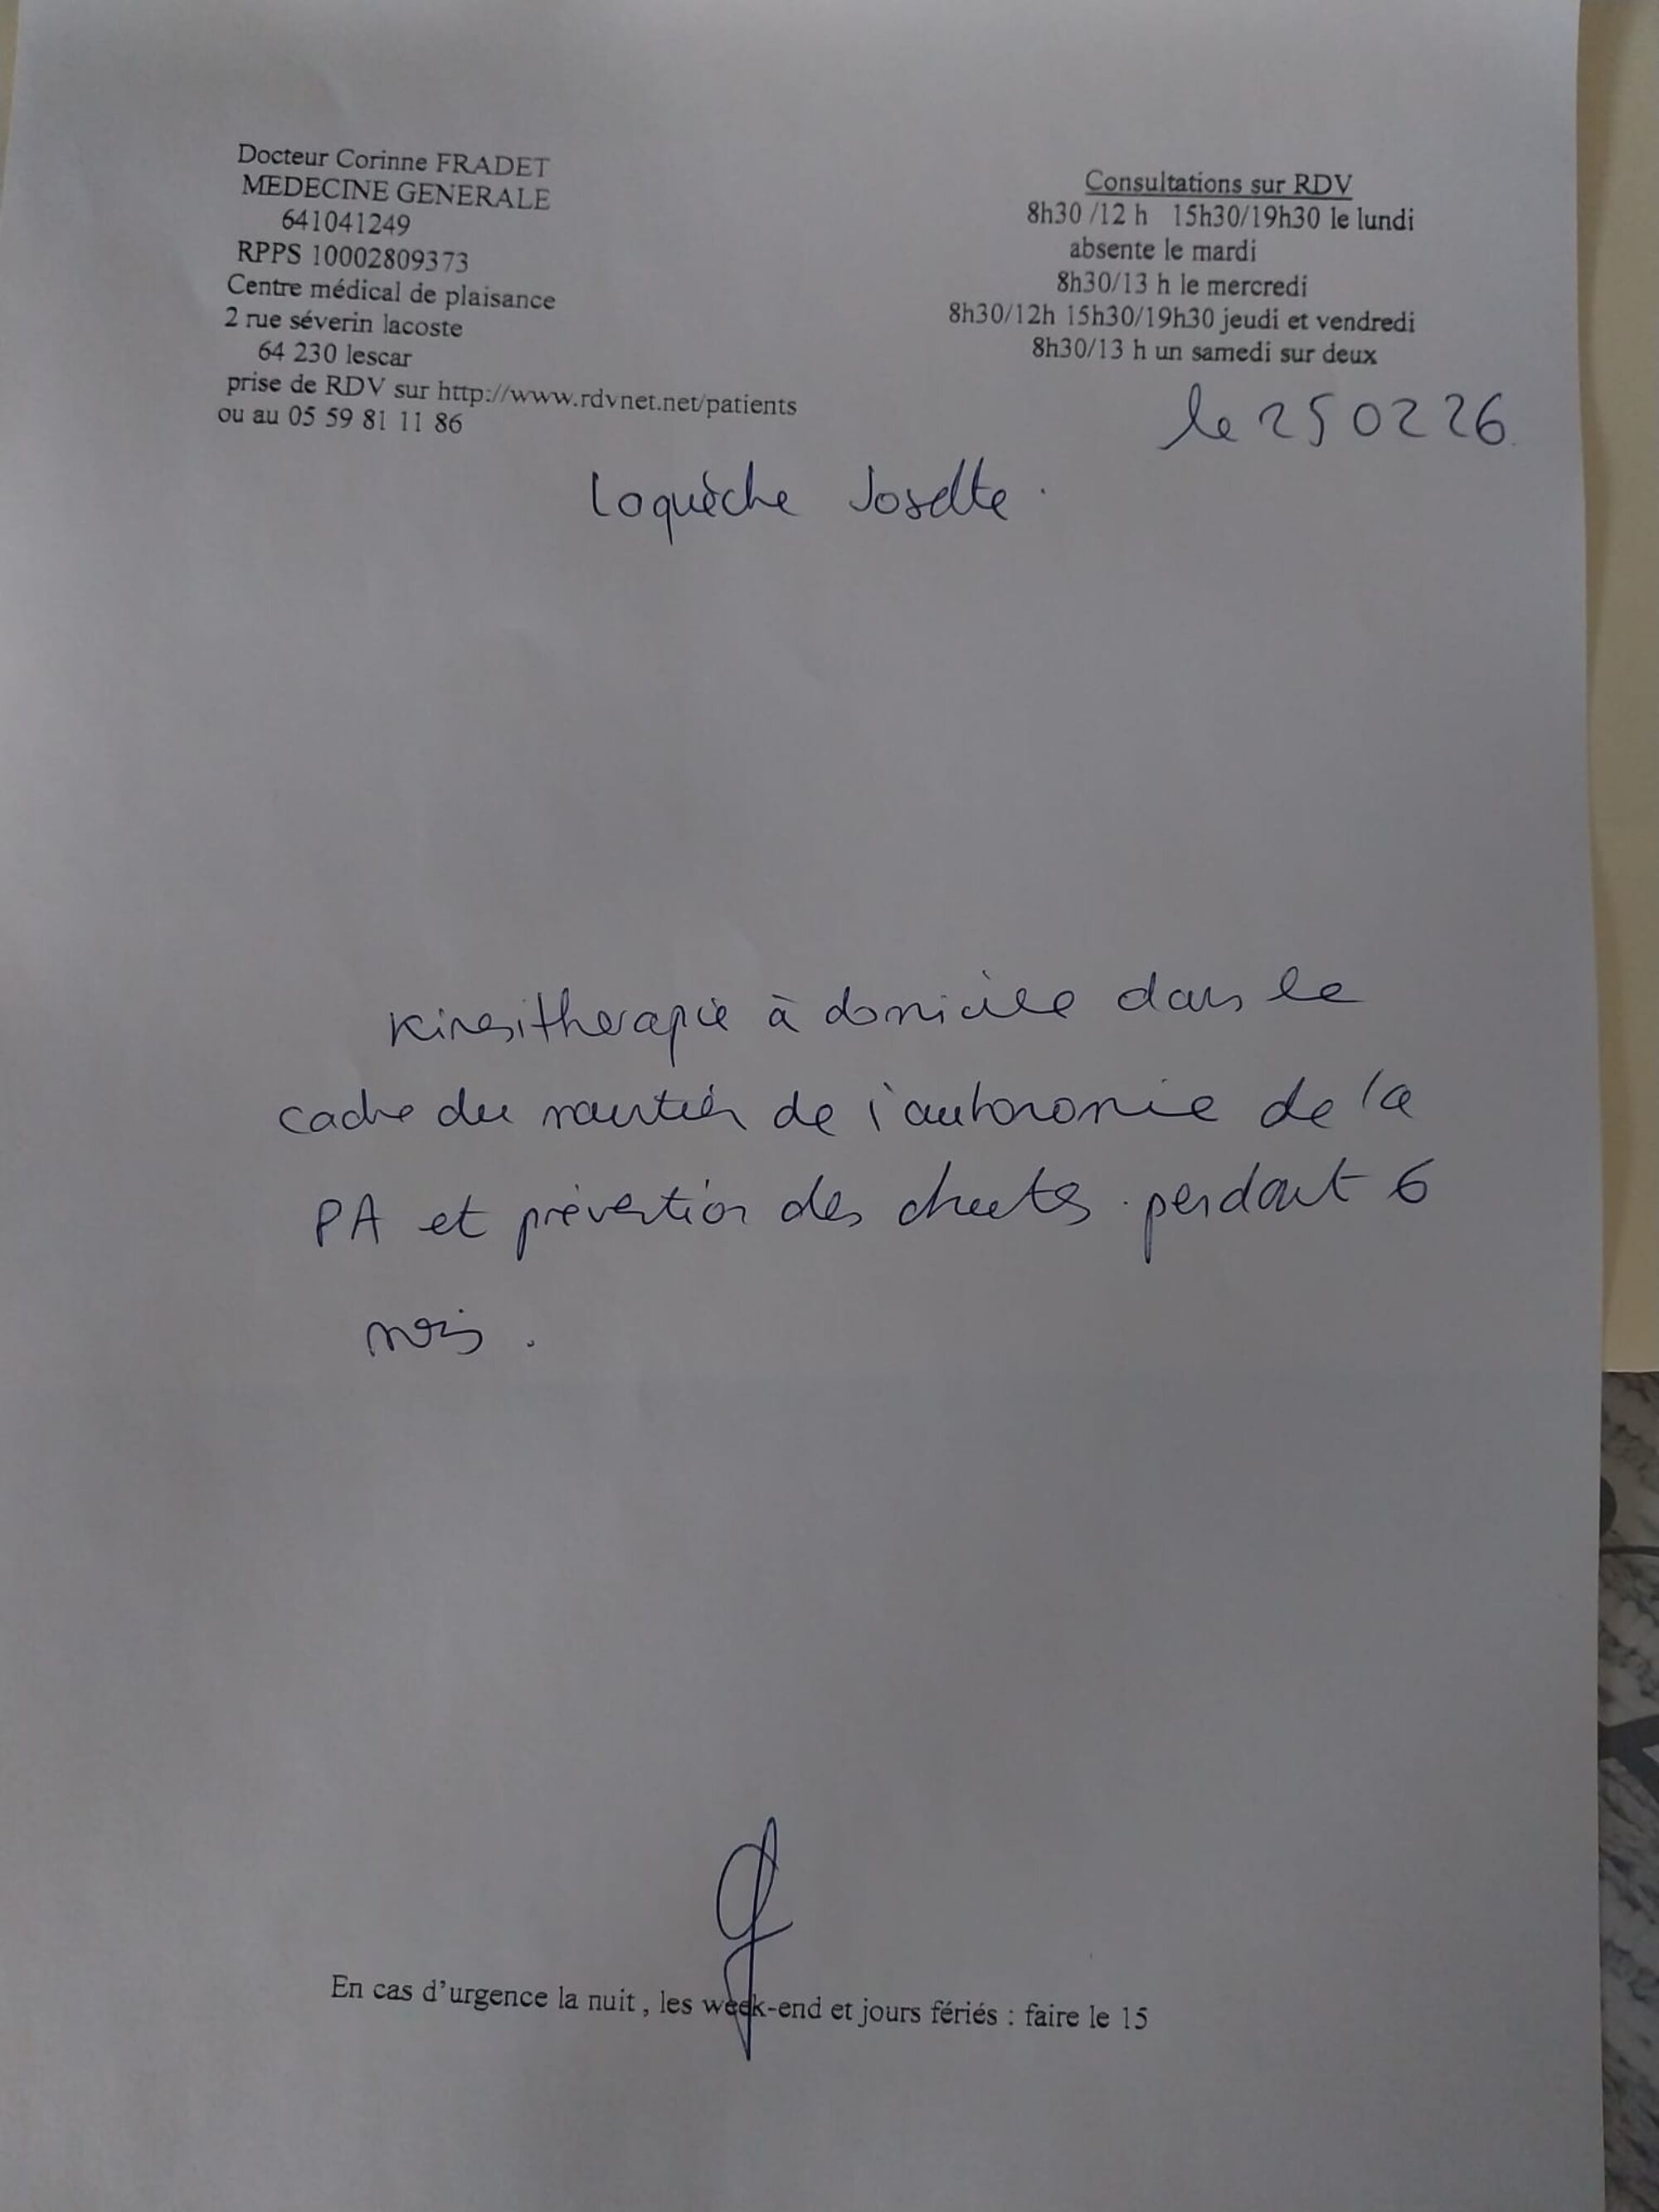 Docteur Corinne FRADET
MEDECINE GENERALE
641041249
RPPS 10002809373
Centre médical de plaisance
2 rue séverin lacoste
64 230 lescar
prise de RDV sur http://www.rdvnet.net/patients
ou au 05 59 81 11 86
Consultations sur RDV
8h30 /12 h 15h30/19h30 le lundi
absente le mardi
8h30/13 h le mercredi
8h30/12h 15h30/19h30 jeudi et vendredi
8h30/13 h un samedi sur deux
le 25 02 26
Loquèche Josette.
Kinesitherapie à domicile dans le
cadre du maintien de l'autonomie de la
PA et prévention des chutes. pendant 6
mois.
En cas d'urgence la nuit , les week-end et jours fériés : faire le 15